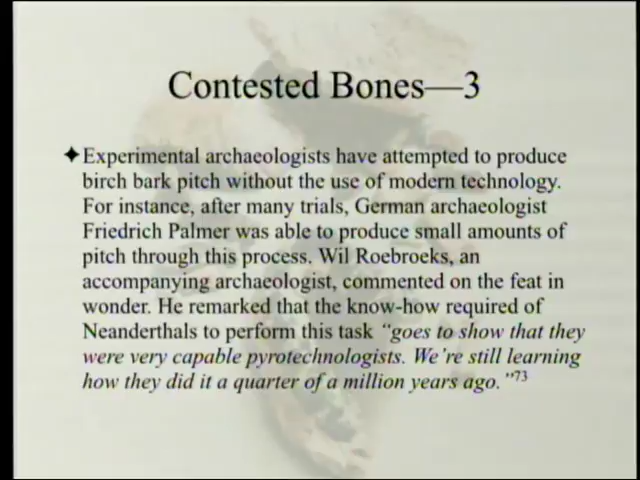 Contested Bones—3
✦Experimental archaeologists have attempted to produce
birch bark pitch without the use of modern technology.
For instance, after many trials, German archaeologist
Friedrich Palmer was able to produce small amounts of
pitch through this process. Wil Roebroeks, an
accompanying archaeologist, commented on the feat in
wonder. He remarked that the know-how required of
Neanderthals to perform this task “goes to show that they
were very capable pyrotechnologists. We’re still learning
how they did it a quarter of a million years ago.”73